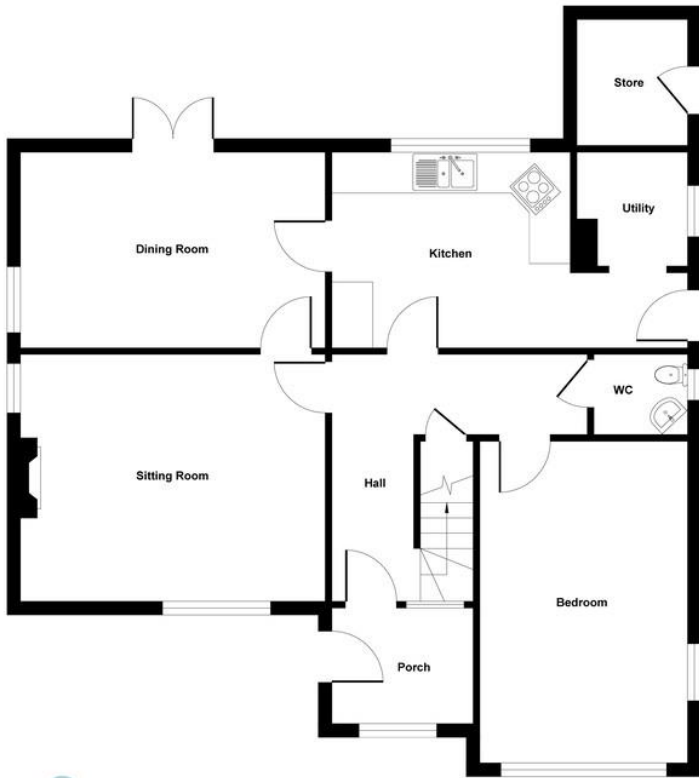 Store
Utility
Dining Room
Kitchen
WC
Sitting Room
Hall
Bedroom
Porch